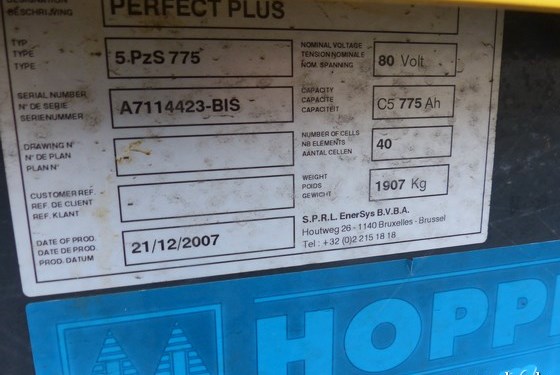 DESIGNATION
BESCHRIJVING
PERFECT PLUS
TYP
TYPE
TYPE
5 PzS 775
NOMINAL VOLTAGE
TENSION NOMINALE
NOM. SPANNING
80 Volt
SERIAL NUMBER
N° DE SERIE
SERIENUMMER
A7114423-BIS
CAPACITY
CAPACITE
CAPACITEIT
C5 775 Ah
DRAWING N°
N° DE PLAN
PLAN N°
NUMBER OF CELLS
NB ELEMENTS
AANTAL CELLEN
40
CUSTOMER REF.
REF. DE CLIENT
REF. KLANT
-
WEIGHT
POIDS
GEWICHT
1907 Kg
DATE OF PROD.
DATE DE PROD.
PROD. DATUM
21/12/2007
S.P.R.L. EnerSys B.V.B.A.
Houtweg 26 - 1140 Bruxelles - Brussel
Tel : +32 (0)2 215 18 18
HOPP